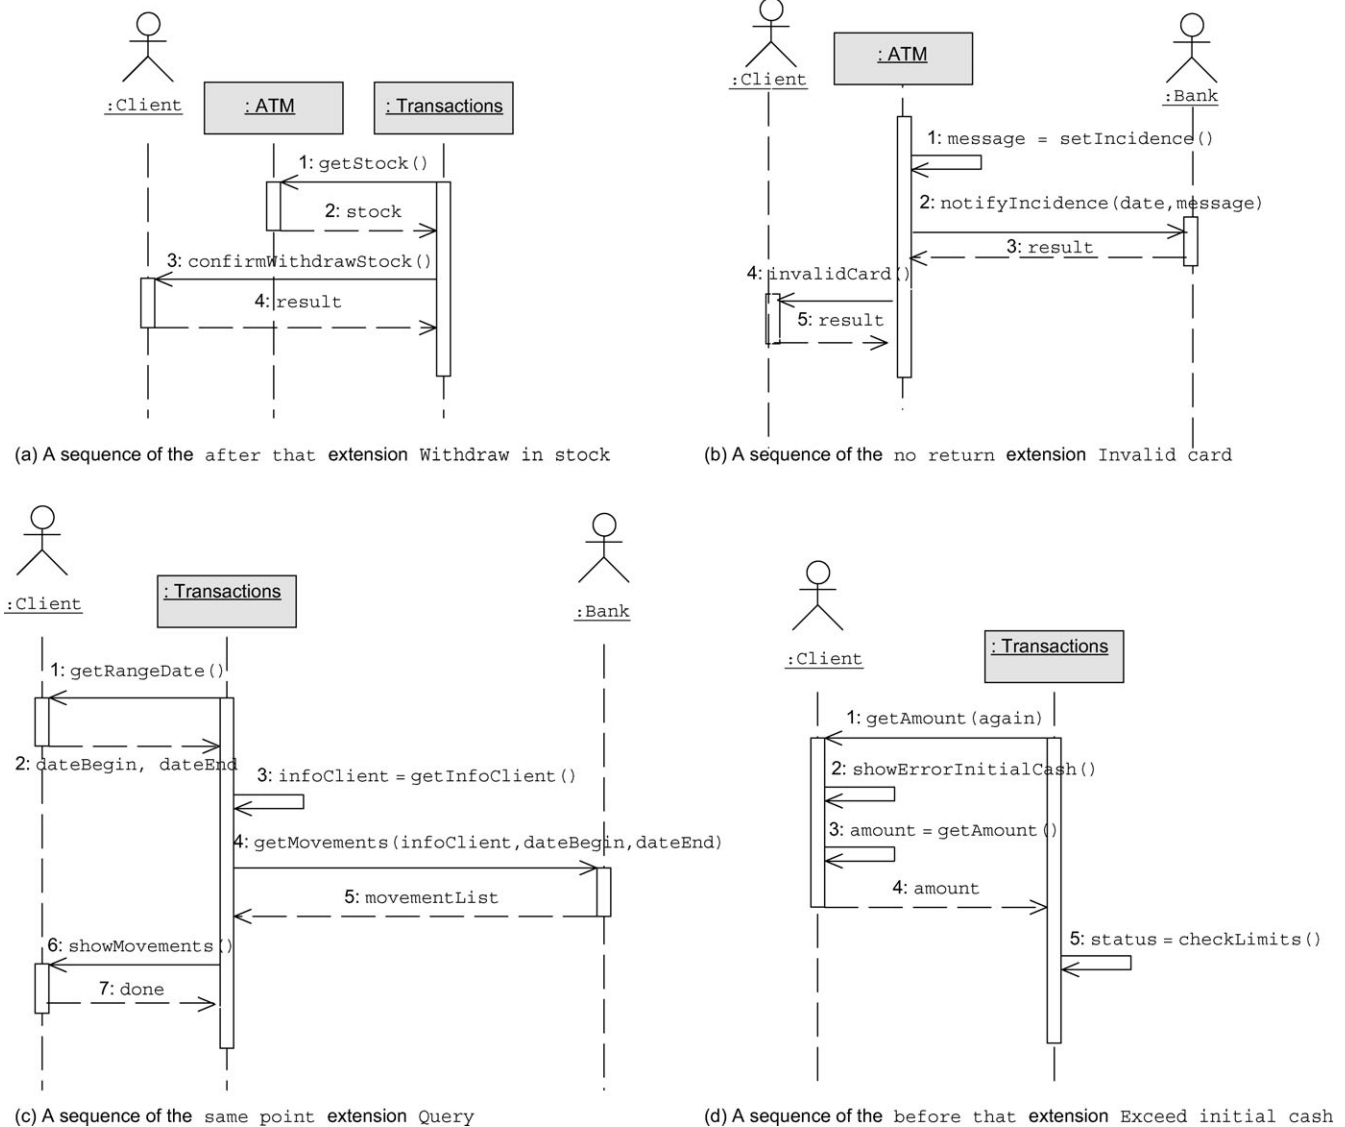 :Client
: ATM
: Transactions
1: getStock()
2: stock
3: confirmWithdrawStock()
4: result
(a) A sequence of the after that extension Withdraw in stock
:Client
: ATM
:Bank
1: message = setIncidence()
2: notifyIncidence(date,message)
3: result
4: invalidCard()
5: result
(b) A sequence of the no return extension Invalid card
:Client
: Transactions
:Bank
1: getRangeDate()
2: dateBegin, dateEnd
3: infoClient = getInfoClient()
4: getMovements(infoClient,dateBegin,dateEnd)
5: movementList
6: showMovements()
7: done
(c) A sequence of the same point extension Query
:Client
: Transactions
1: getAmount(again)
2: showErrorInitialCash()
3: amount = getAmount()
4: amount
5: status = checkLimits()
(d) A sequence of the before that extension Exceed initial cash